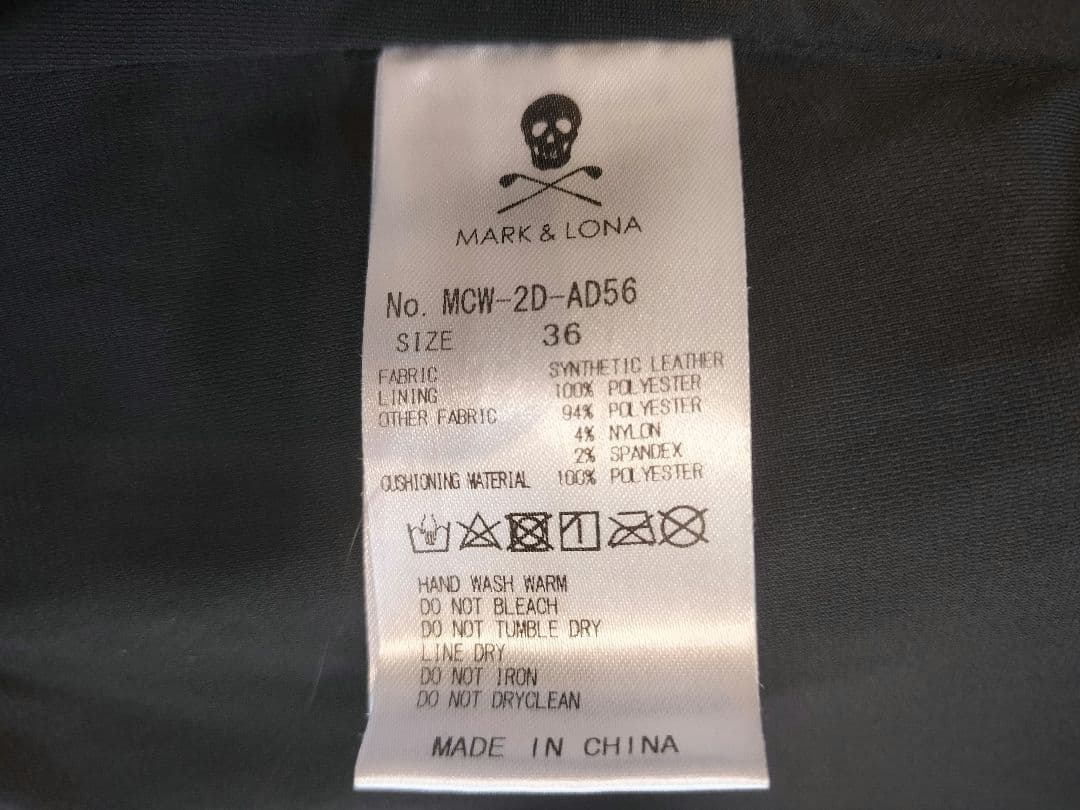 MARK & LONA
No. MCW-2D-AD56
SIZE 36
FABRIC SYNTHETIC LEATHER
LINING 100% POLYESTER
OTHER FABRIC 94% POLYESTER
4% NYLON
2% SPANDEX
CUSHIONING MATERIAL 100% POLYESTER
HAND WASH WARM
DO NOT BLEACH
DO NOT TUMBLE DRY
LINE DRY
DO NOT IRON
DO NOT DRYCLEAN
MADE IN CHINA